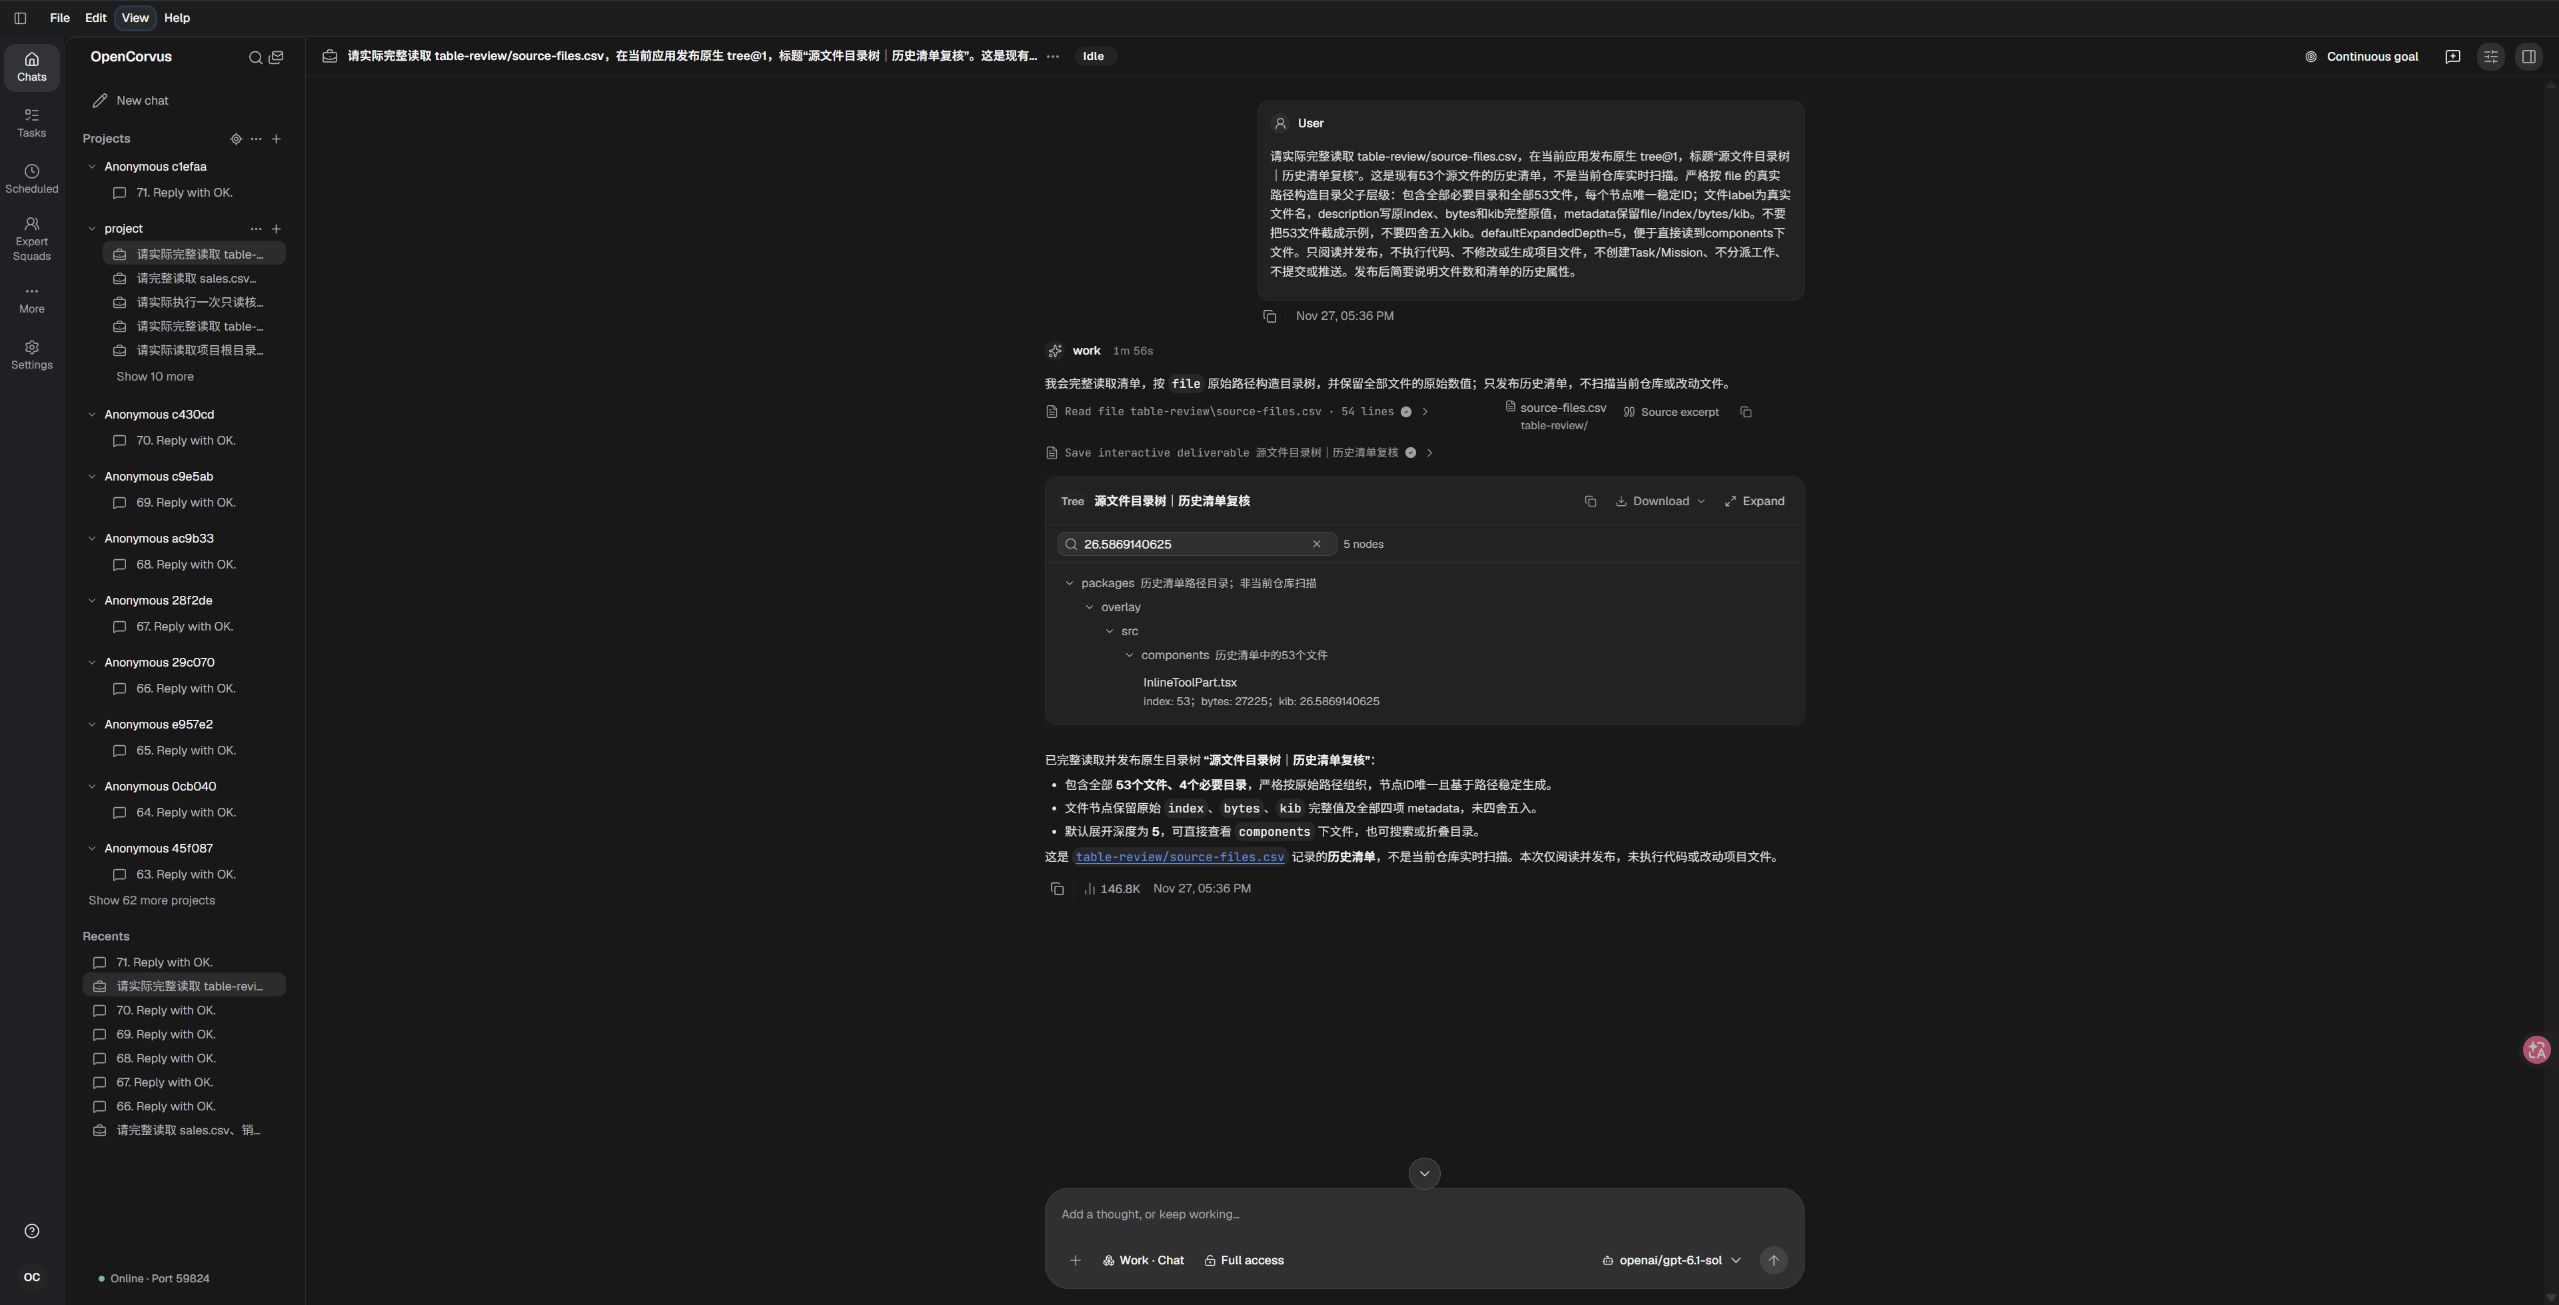 File Edit View Help
Chats
Tasks
Scheduled
Expert
Squads
More
Settings
OC
OpenCorvus
New chat
Projects
Anonymous c1efaa
71. Reply with OK.
project
请实际完整读取 table-...
请完整读取 sales.csv...
请实际执行一次只读核...
请实际完整读取 table-...
请实际读取项目根目录...
Show 10 more
Anonymous c430cd
70. Reply with OK.
Anonymous c9e5ab
69. Reply with OK.
Anonymous ac9b33
68. Reply with OK.
Anonymous 28f2de
67. Reply with OK.
Anonymous 29c070
66. Reply with OK.
Anonymous e957e2
65. Reply with OK.
Anonymous 0cb040
64. Reply with OK.
Anonymous 45f087
63. Reply with OK.
Show 62 more projects
Recents
71. Reply with OK.
请实际完整读取 table-revi...
70. Reply with OK.
69. Reply with OK.
68. Reply with OK.
67. Reply with OK.
66. Reply with OK.
请完整读取 sales.csv、销...
Online · Port 59824
请实际完整读取 table-review/source-files.csv，在当前应用发布原生 tree@1，标题“源文件目录树｜历史清单复核”。这是现有... Idle
Continuous goal
User
请实际完整读取 table-review/source-files.csv，在当前应用发布原生 tree@1，标题“源文件目录树
｜历史清单复核”。这是现有53个源文件的历史清单，不是当前仓库实时扫描。严格按 file 的真实
路径构造目录父子层级：包含全部必要目录和全部53文件，每个节点唯一稳定ID；文件label为真实
文件名，description写原index、bytes和kib完整原值，metadata保留file/index/bytes/kib。不要
把53文件截成示例，不要四舍五入kib。defaultExpandedDepth=5，便于直接读到components下
文件。只阅读并发布，不执行代码、不修改或生成项目文件，不创建Task/Mission、不分派工作、
不提交或推送。发布后简要说明文件数和清单的历史属性。
Nov 27, 05:36 PM
work 1m 56s
我会完整读取清单，按 file 原始路径构造目录树，并保留全部文件的原始数值；只发布历史清单，不扫描当前仓库或改动文件。
Read file table-review\source-files.csv · 54 lines
source-files.csv
table-review/
Source excerpt
Save interactive deliverable 源文件目录树｜历史清单复核
Tree 源文件目录树｜历史清单复核
Download
Expand
26.5869140625
5 nodes
packages 历史清单路径目录；非当前仓库扫描
overlay
src
components 历史清单中的53个文件
InlineToolPart.tsx
index: 53；bytes: 27225；kib: 26.5869140625
已完整读取并发布原生目录树 “源文件目录树｜历史清单复核”：
• 包含全部 53个文件、4个必要目录，严格按原始路径组织，节点ID唯一且基于路径稳定生成。
• 文件节点保留原始 index、bytes、kib 完整值及全部四项 metadata，未四舍五入。
• 默认展开深度为 5，可直接查看 components 下文件，也可搜索或折叠目录。
这是 table-review/source-files.csv 记录的历史清单，不是当前仓库实时扫描。本次仅阅读并发布，未执行代码或改动项目文件。
146.8K Nov 27, 05:36 PM
Add a thought, or keep working...
Work · Chat
Full access
openai/gpt-6.1-sol